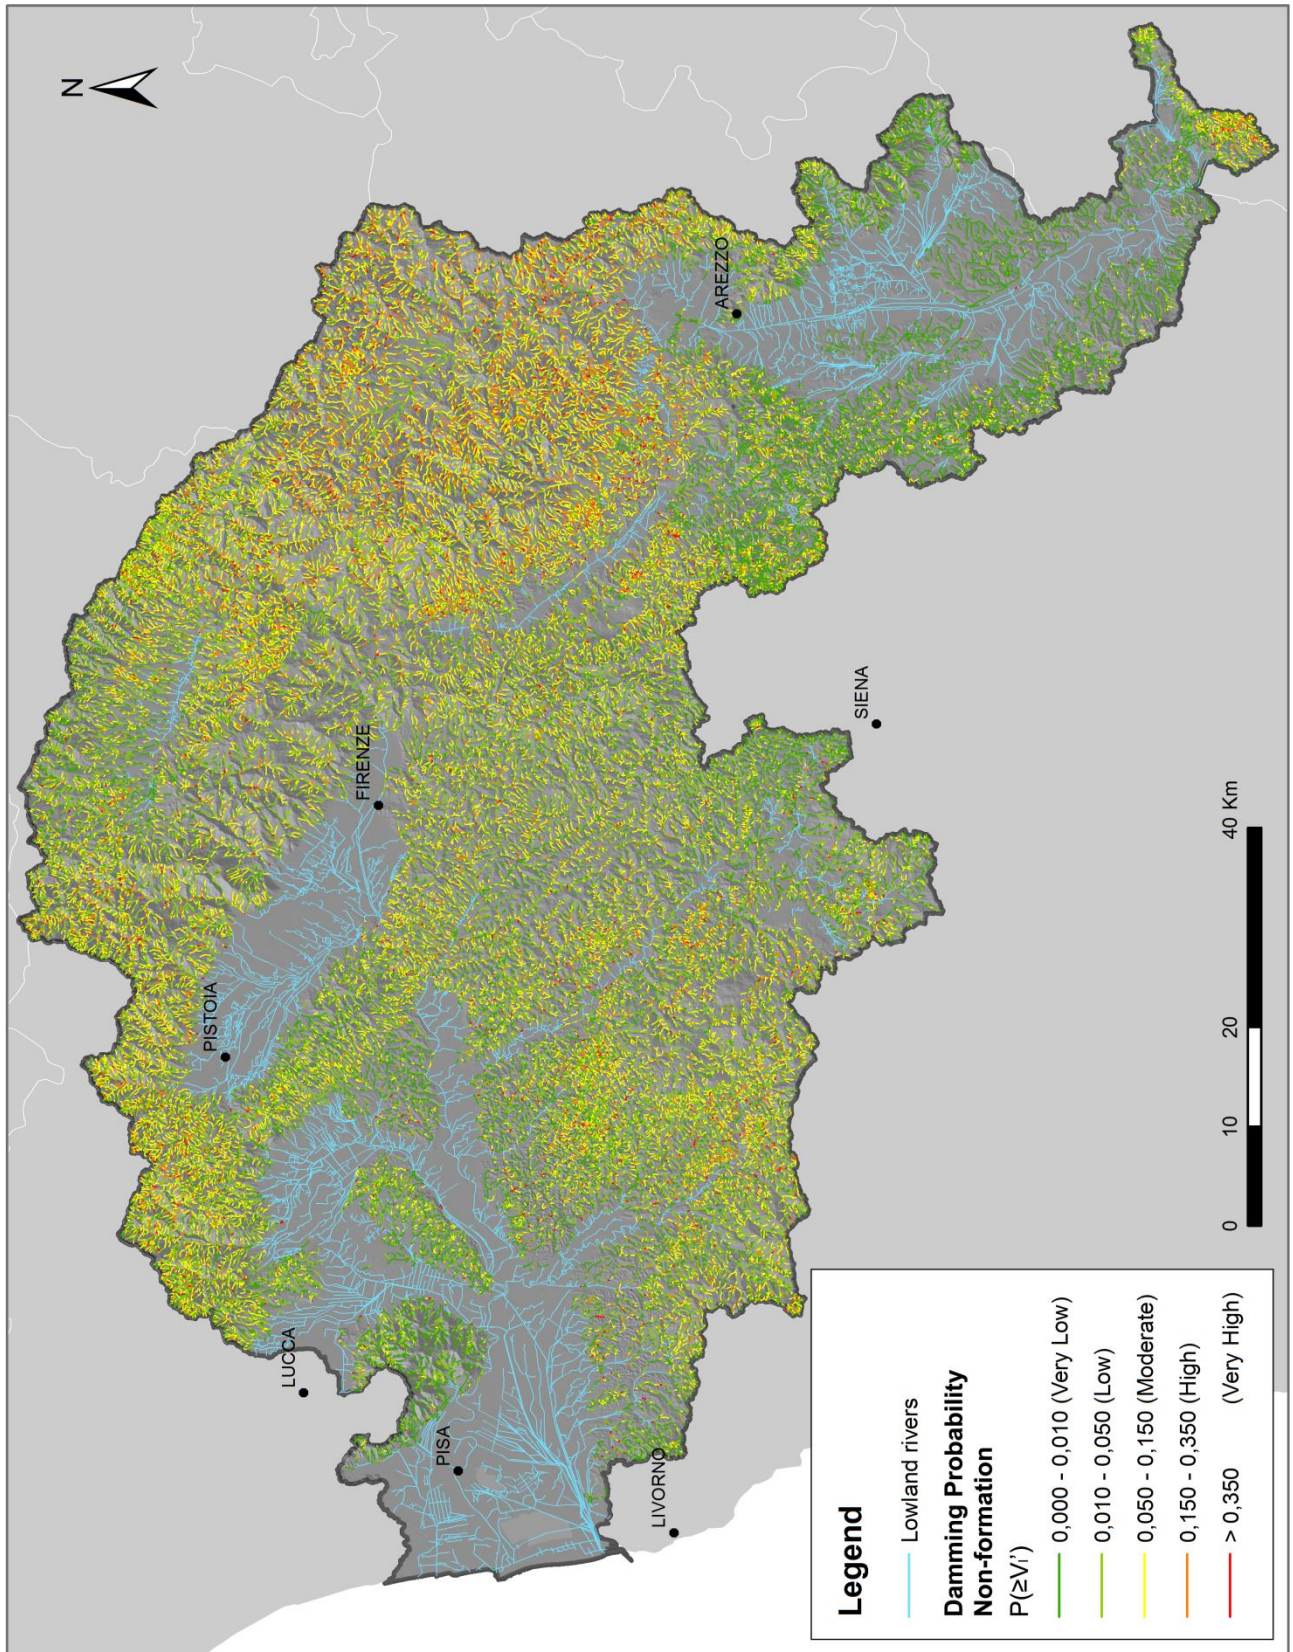 N
PISTOIA
LUCCA
FIRENZE
PISA
AREZZO
LIVORNO
SIENA
Legend
Lowland rivers
Damming Probability
Non-formation
P(≥Vl')
0,000 - 0,010 (Very Low)
0,010 - 0,050 (Low)
0,050 - 0,150 (Moderate)
0,150 - 0,350 (High)
> 0,350 (Very High)
0 10 20 40 Km